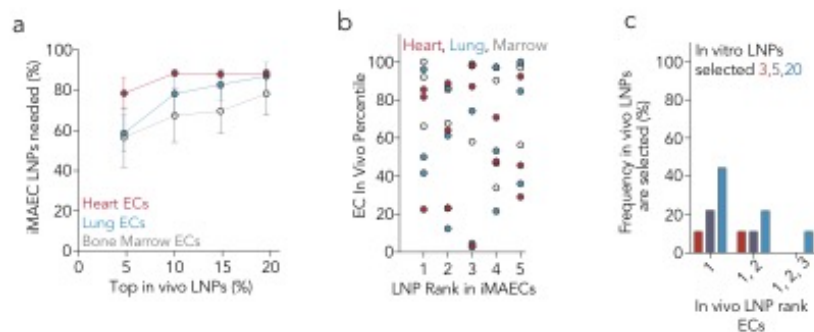 a
iMAEC LNPs needed (%)
100
80
60
40
20
0
0
5
10
15
20
Heart ECs
Lung ECs
Bone Marrow ECs
Top in vivo LNPs (%)
b
Heart, Lung, Marrow
EC In Vivo Percentile
100
80
60
40
20
0
1 2 3 4 5
LNP Rank in iMAECs
c
In vitro LNPs
selected 3,5,20
Frequency in vivo LNPs
are selected (%)
100
80
60
40
20
0
1
1, 2
1, 2, 3
In vivo LNP rank
ECs